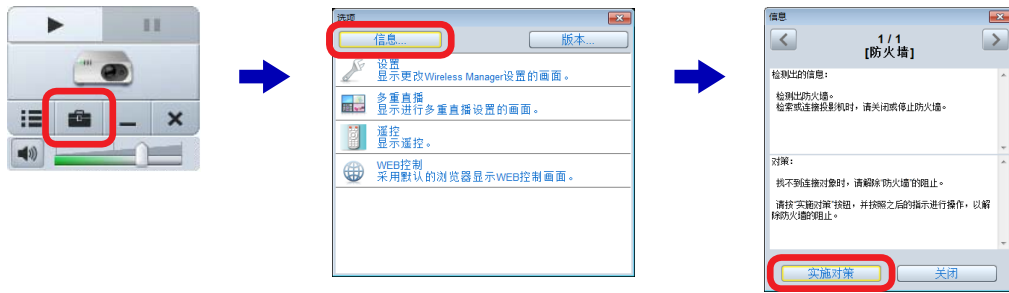 选项
信息...
版本...
设置
显示更改Wireless Manager设置的画面。
多重直播
显示进行多重直播设置的画面。
遥控
显示遥控。
WEB控制
采用默认的浏览器显示WEB控制画面。
信息
1 / 1
[防火墙]
检测出的信息：
检测出防火墙。
检索或连接投影机时，请关闭或停止防火墙。
对策：
找不到连接对象时，请解除"防火墙"的阻止。
请按"实施对策"按钮，并按照之后的指示进行操作，以解
除防火墙的阻止。
实施对策
关闭